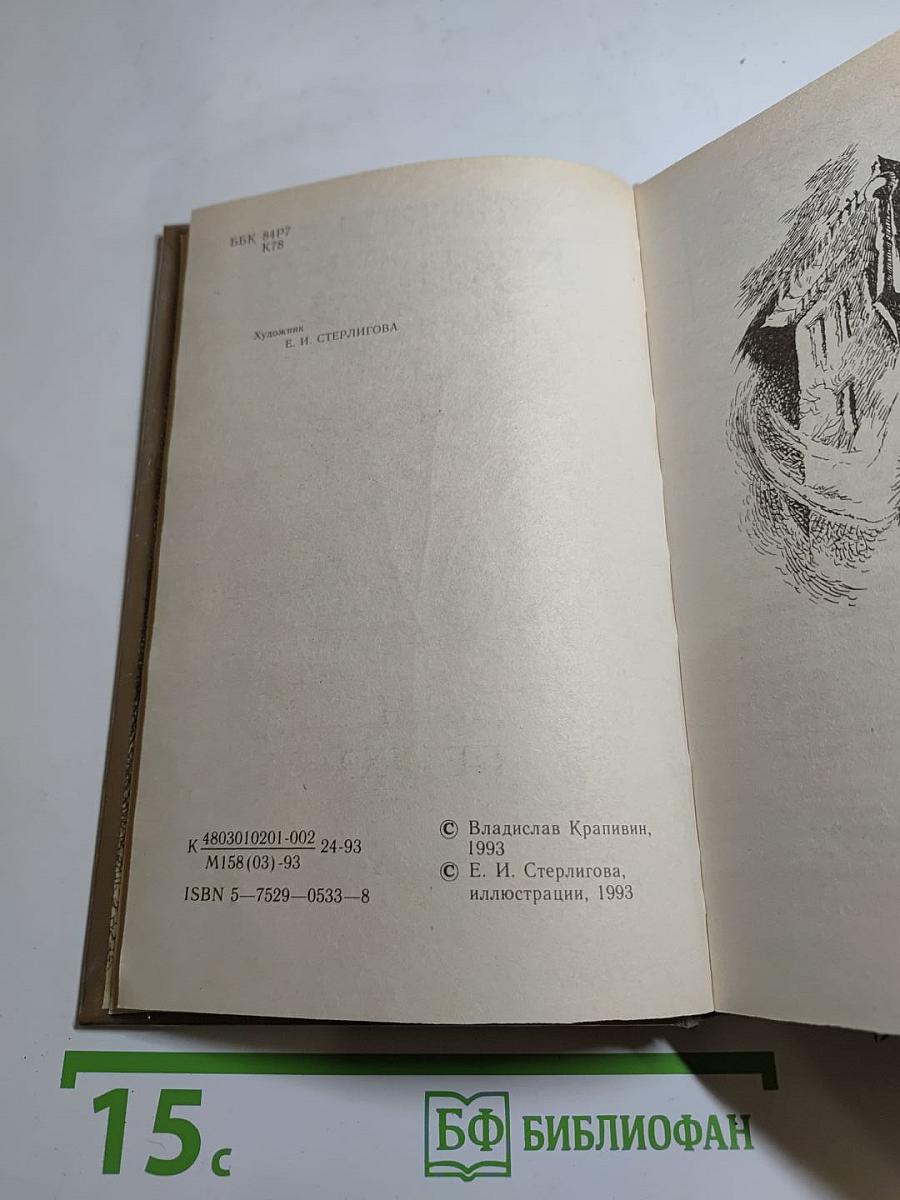 ББК 84Р7
К78
Художник
Е. И. СТЕРЛИГОВА
К 4803010201-002 24-93
М158(03)-93
ISBN 5—7529—0533—8
© Владислав Крапивин,
1993
© Е. И. Стерлигова,
иллюстрации, 1993
15 с
БФ БИБЛИОФАН